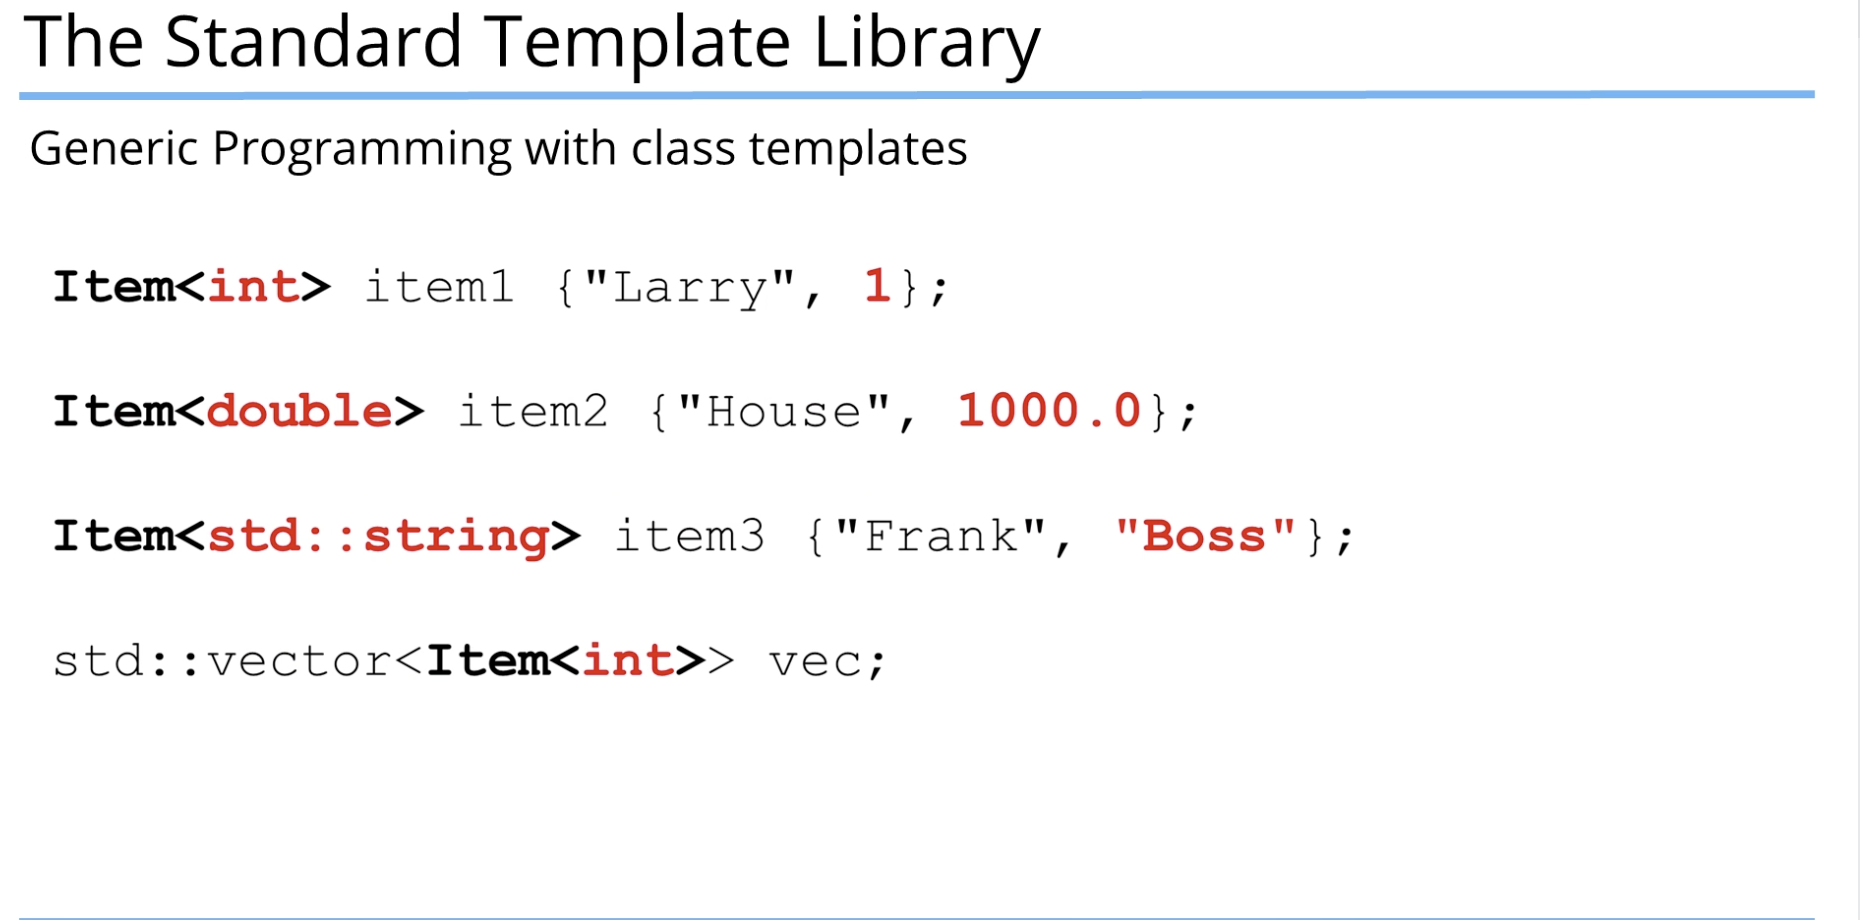 The Standard Template Library
Generic Programming with class templates
Item<int> item1 {"Larry", 1};
Item<double> item2 {"House", 1000.0};
Item<std::string> item3 {"Frank", "Boss"};
std::vector<Item<int>> vec;